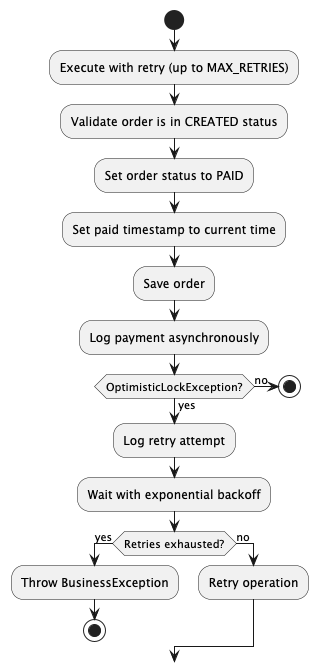 Execute with retry (up to MAX_RETRIES)
Validate order is in CREATED status
Set order status to PAID
Set paid timestamp to current time
Save order
Log payment asynchronously
OptimisticLockException?
no
yes
Log retry attempt
Wait with exponential backoff
yes
Retries exhausted?
no
Throw BusinessException
Retry operation